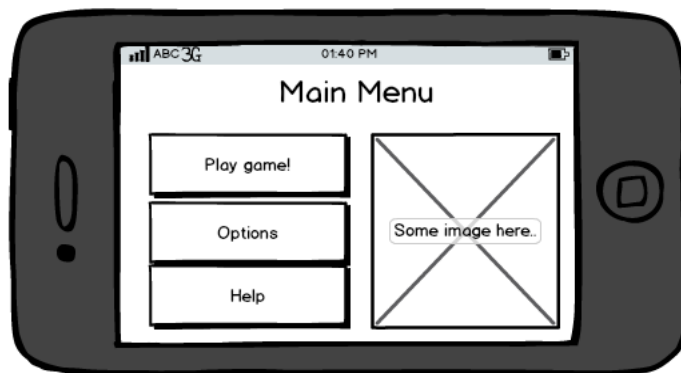 ABC 3G 01:40 PM
Main Menu
Play game!
Options
Help
Some image here..